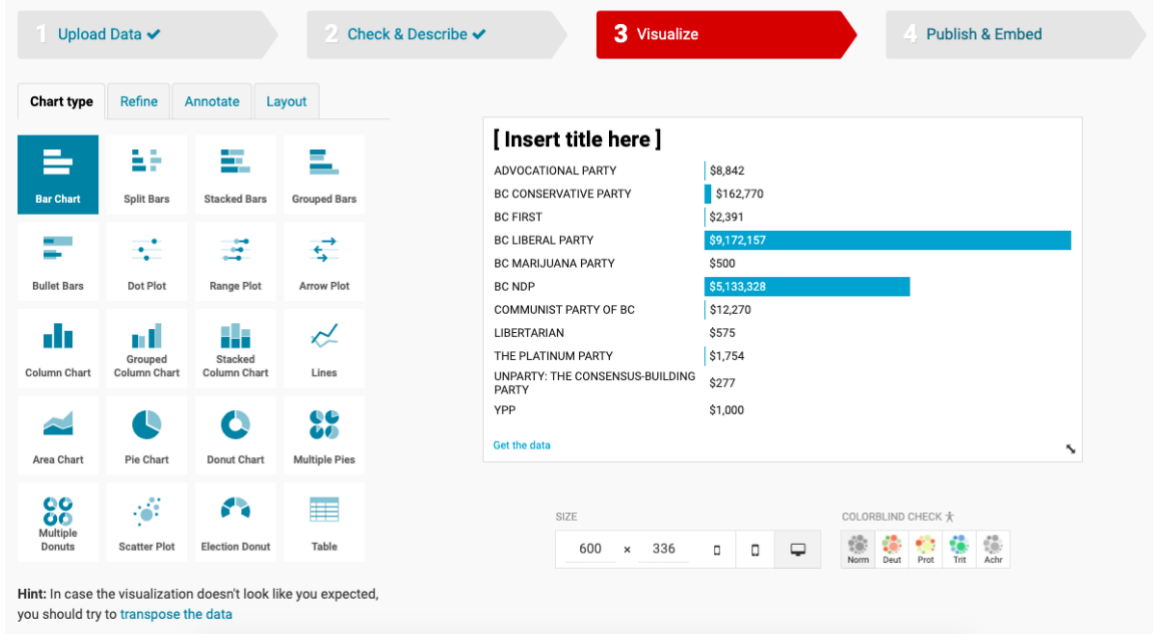 1 Upload Data ✔
2 Check & Describe ✔
3 Visualize
4 Publish & Embed
Chart type
Refine
Annotate
Layout
Bar Chart
Split Bars
Stacked Bars
Grouped Bars
Bullet Bars
Dot Plot
Range Plot
Arrow Plot
Column Chart
Grouped
Column Chart
Stacked
Column Chart
Lines
Area Chart
Pie Chart
Donut Chart
Multiple Pies
Multiple
Donuts
Scatter Plot
Election Donut
Table
Hint: In case the visualization doesn't look like you expected,
you should try to transpose the data
[ Insert title here ]
ADVOCATIONAL PARTY $8,842
BC CONSERVATIVE PARTY $162,770
BC FIRST $2,391
BC LIBERAL PARTY $9,172,157
BC MARIJUANA PARTY $500
BC NDP $5,133,328
COMMUNIST PARTY OF BC $12,270
LIBERTARIAN $575
THE PLATINUM PARTY $1,754
UNPARTY: THE CONSENSUS-BUILDING
PARTY $277
YPP $1,000
Get the data
SIZE
600 × 336
COLORBLIND CHECK
Norm Deut Prot Trit Achr